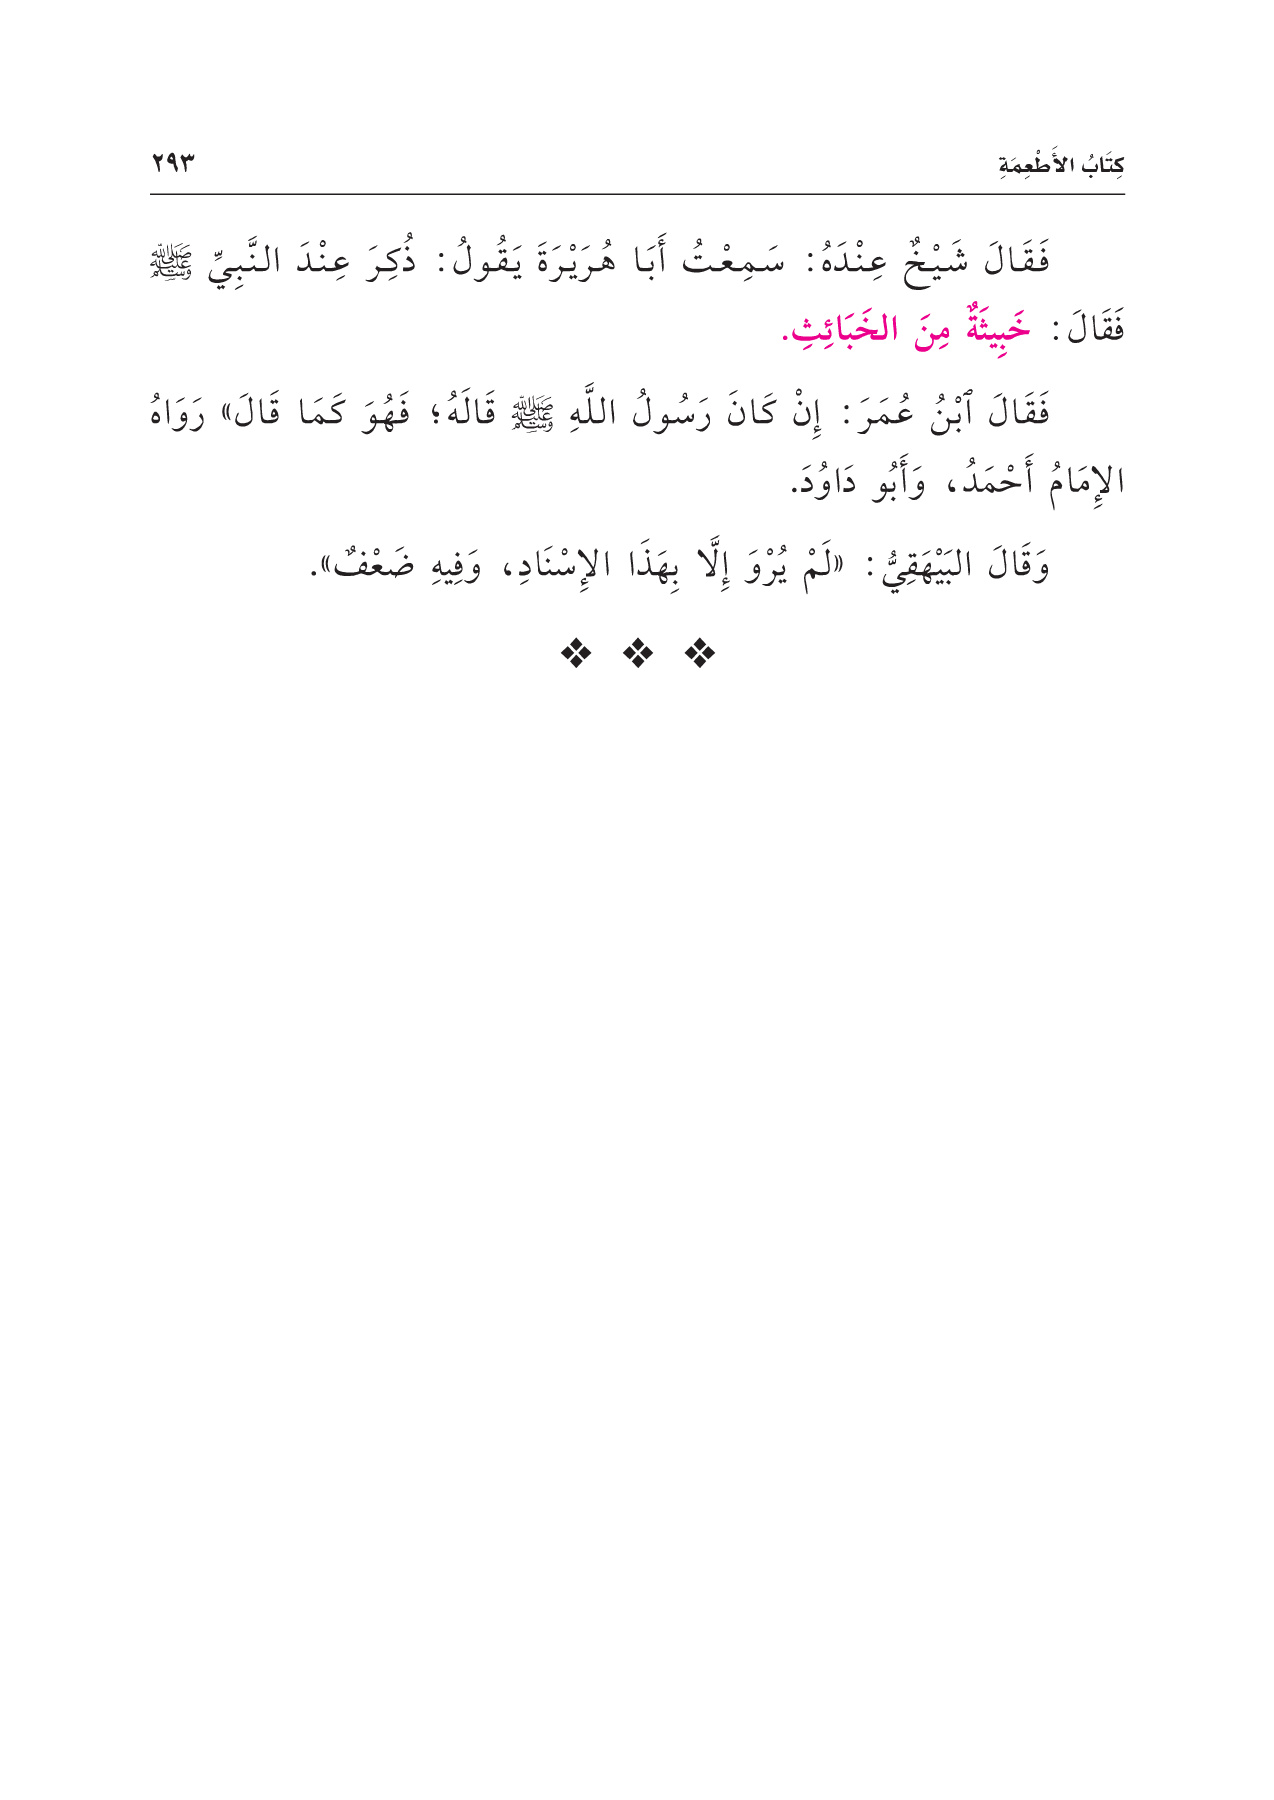 كِتَابُ الأَطْعِمَةِ ٢٩٣
فَقَالَ شَيْخٌ عِنْدَهُ: سَمِعْتُ أَبَا هُرَيْرَةَ يَقُولُ: ذُكِرَ عِنْدَ النَّبِيِّ ﷺ
فَقَالَ: خَبِيثَةٌ مِنَ الخَبَائِثِ.
فَقَالَ ٱبْنُ عُمَرَ: إِنْ كَانَ رَسُولُ اللَّهِ ﷺ قَالَهُ؛ فَهُوَ كَمَا قَالَ» رَوَاهُ
الإِمَامُ أَحْمَدُ، وَأَبُو دَاوُدَ.
وَقَالَ البَيْهَقِيُّ: «لَمْ يُرْوَ إِلَّا بِهَذَا الإِسْنَادِ، وَفِيهِ ضَعْفٌ».